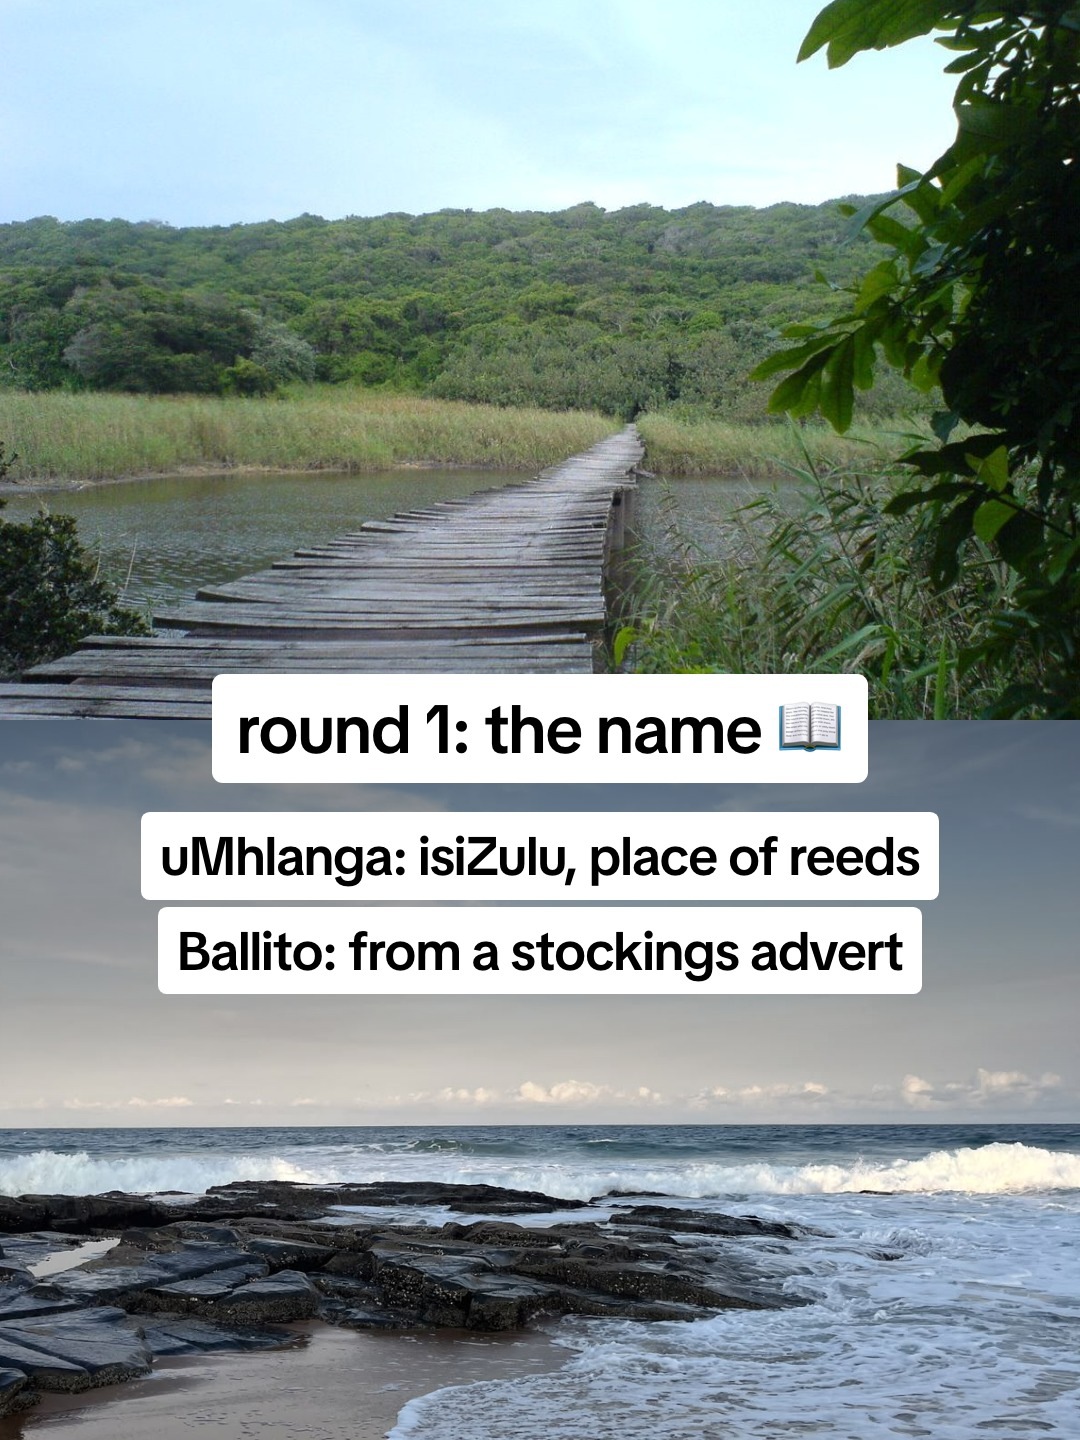 round 1: the name 📖
uMhlanga: isiZulu, place of reeds
Ballito: from a stockings advert